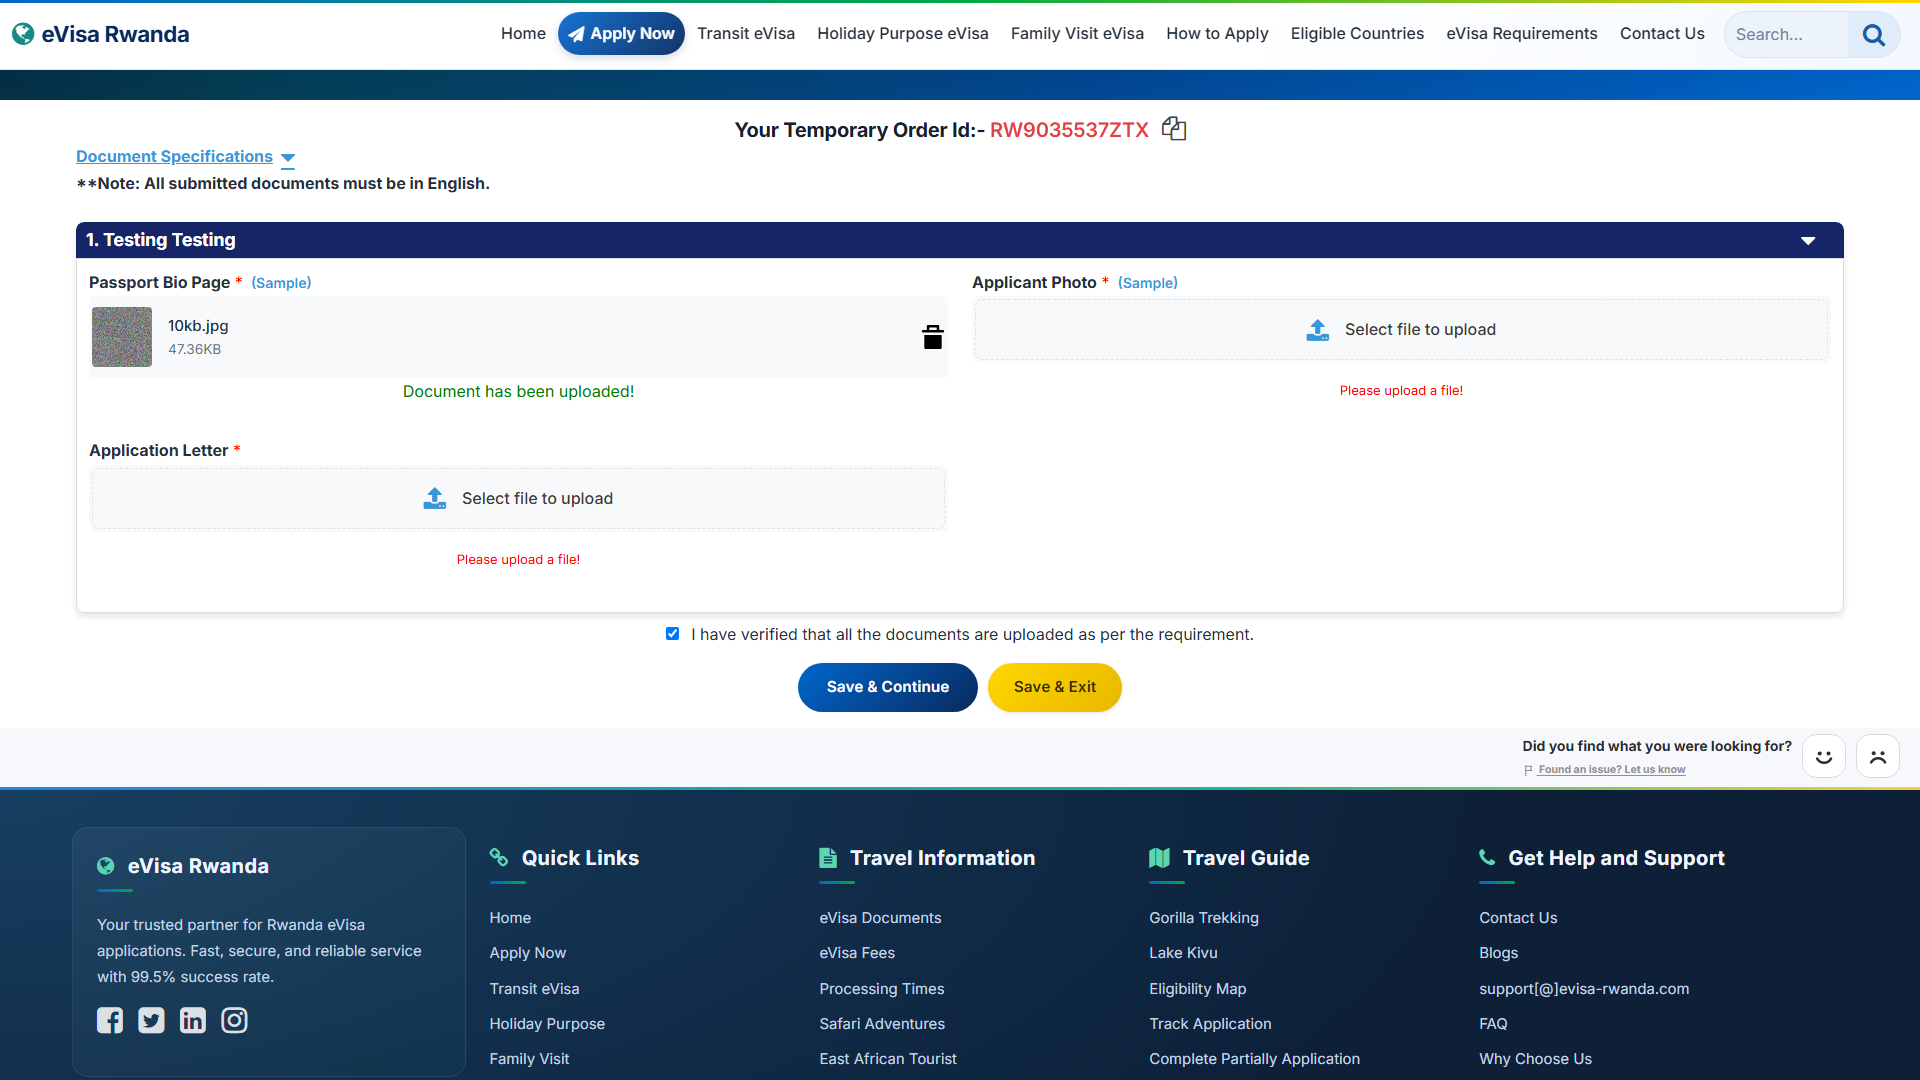 eVisa Rwanda
Home
Apply Now
Transit eVisa
Holiday Purpose eVisa
Family Visit eVisa
How to Apply
Eligible Countries
eVisa Requirements
Contact Us
Search...
Your Temporary Order Id:- RW9035537ZTX
Document Specifications
**Note: All submitted documents must be in English.
1. Testing Testing
Passport Bio Page * (Sample)
10kb.jpg
47.36KB
Document has been uploaded!
Applicant Photo * (Sample)
Select file to upload
Please upload a file!
Application Letter *
Select file to upload
Please upload a file!
I have verified that all the documents are uploaded as per the requirement.
Save & Continue
Save & Exit
Did you find what you were looking for?
Found an issue? Let us know
eVisa Rwanda
Your trusted partner for Rwanda eVisa
applications. Fast, secure, and reliable service
with 99.5% success rate.
Quick Links
Home
Apply Now
Transit eVisa
Holiday Purpose
Family Visit
Travel Information
eVisa Documents
eVisa Fees
Processing Times
Safari Adventures
East African Tourist
Travel Guide
Gorilla Trekking
Lake Kivu
Eligibility Map
Track Application
Complete Partially Application
Get Help and Support
Contact Us
Blogs
support[@]evisa-rwanda.com
FAQ
Why Choose Us